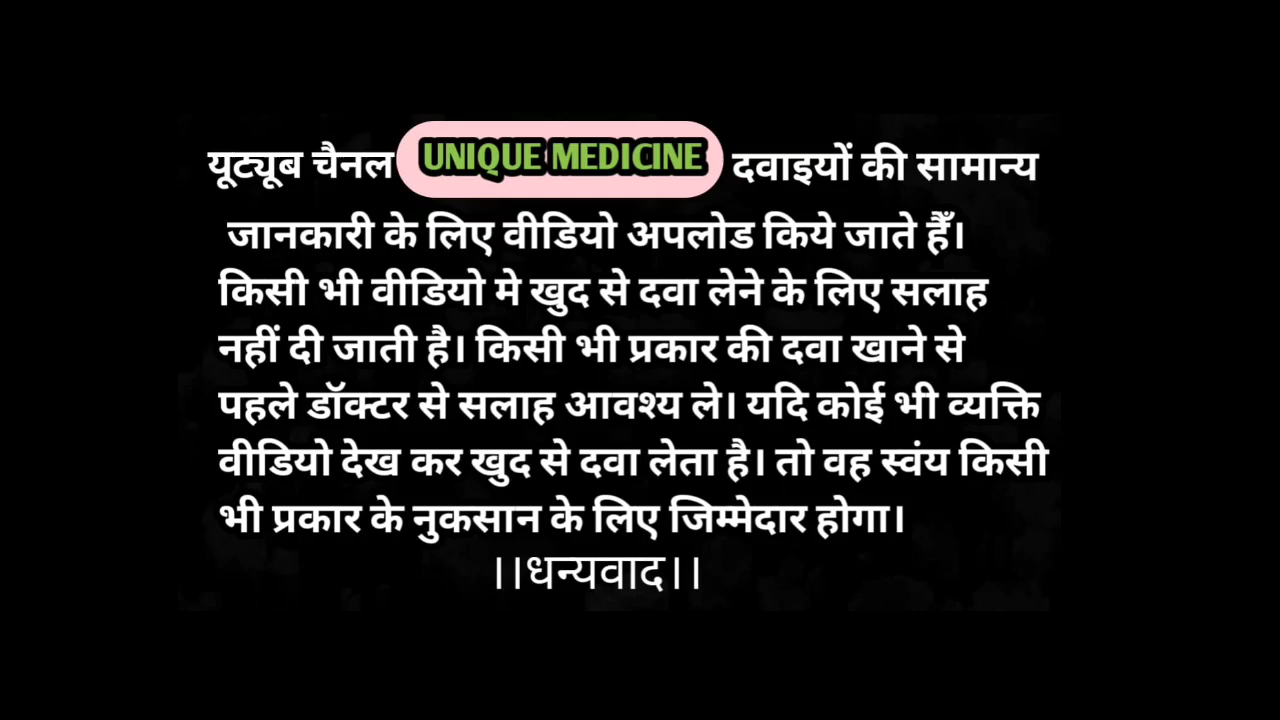 यूट्यूब चैनल UNIQUE MEDICINE दवाइयों की सामान्य
जानकारी के लिए वीडियो अपलोड किये जाते हैँ।
किसी भी वीडियो मे खुद से दवा लेने के लिए सलाह
नहीं दी जाती है। किसी भी प्रकार की दवा खाने से
पहले डॉक्टर से सलाह आवश्य ले। यदि कोई भी व्यक्ति
वीडियो देख कर खुद से दवा लेता है। तो वह स्वंय किसी
भी प्रकार के नुकसान के लिए जिम्मेदार होगा।
।।धन्यवाद।।